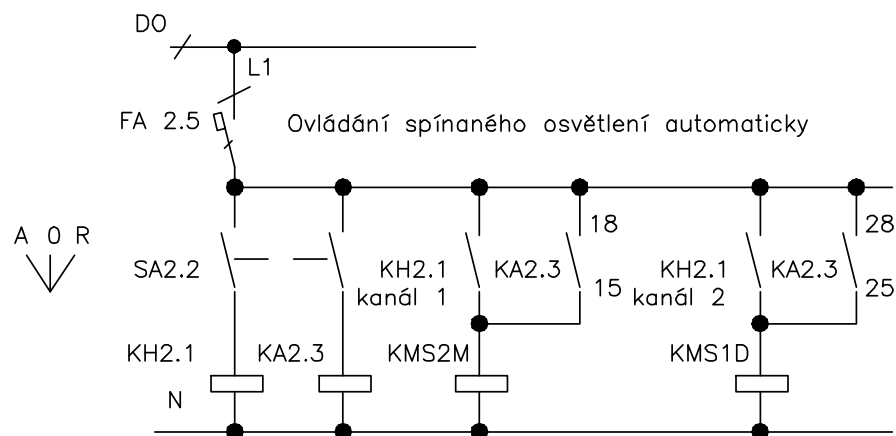 DO
L1
FA 2.5
Ovládání spínaného osvětlení automaticky
A O R
SA2.2
KH2.1
kanál 1
KA2.3
18
15
KH2.1
kanál 2
KA2.3
28
25
KH2.1
KA2.3
KMS2M
KMS1D
N